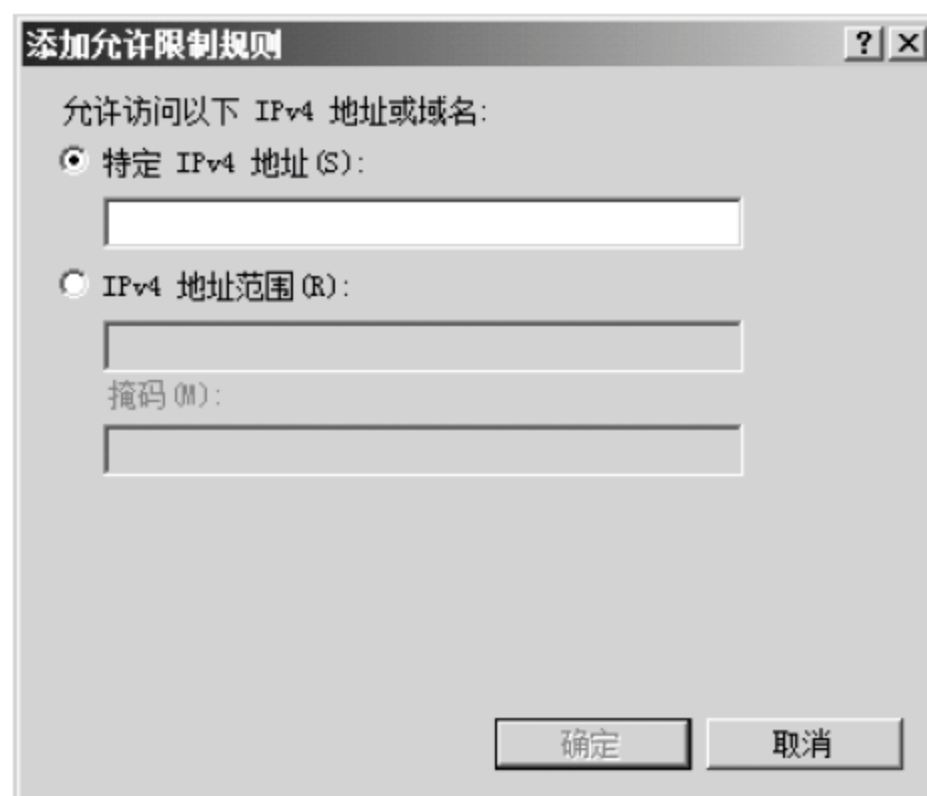 添加允许限制规则
允许访问以下 IPv4 地址或域名:
特定 IPv4 地址(S):
IPv4 地址范围(R):
掩码(M):
确定 取消